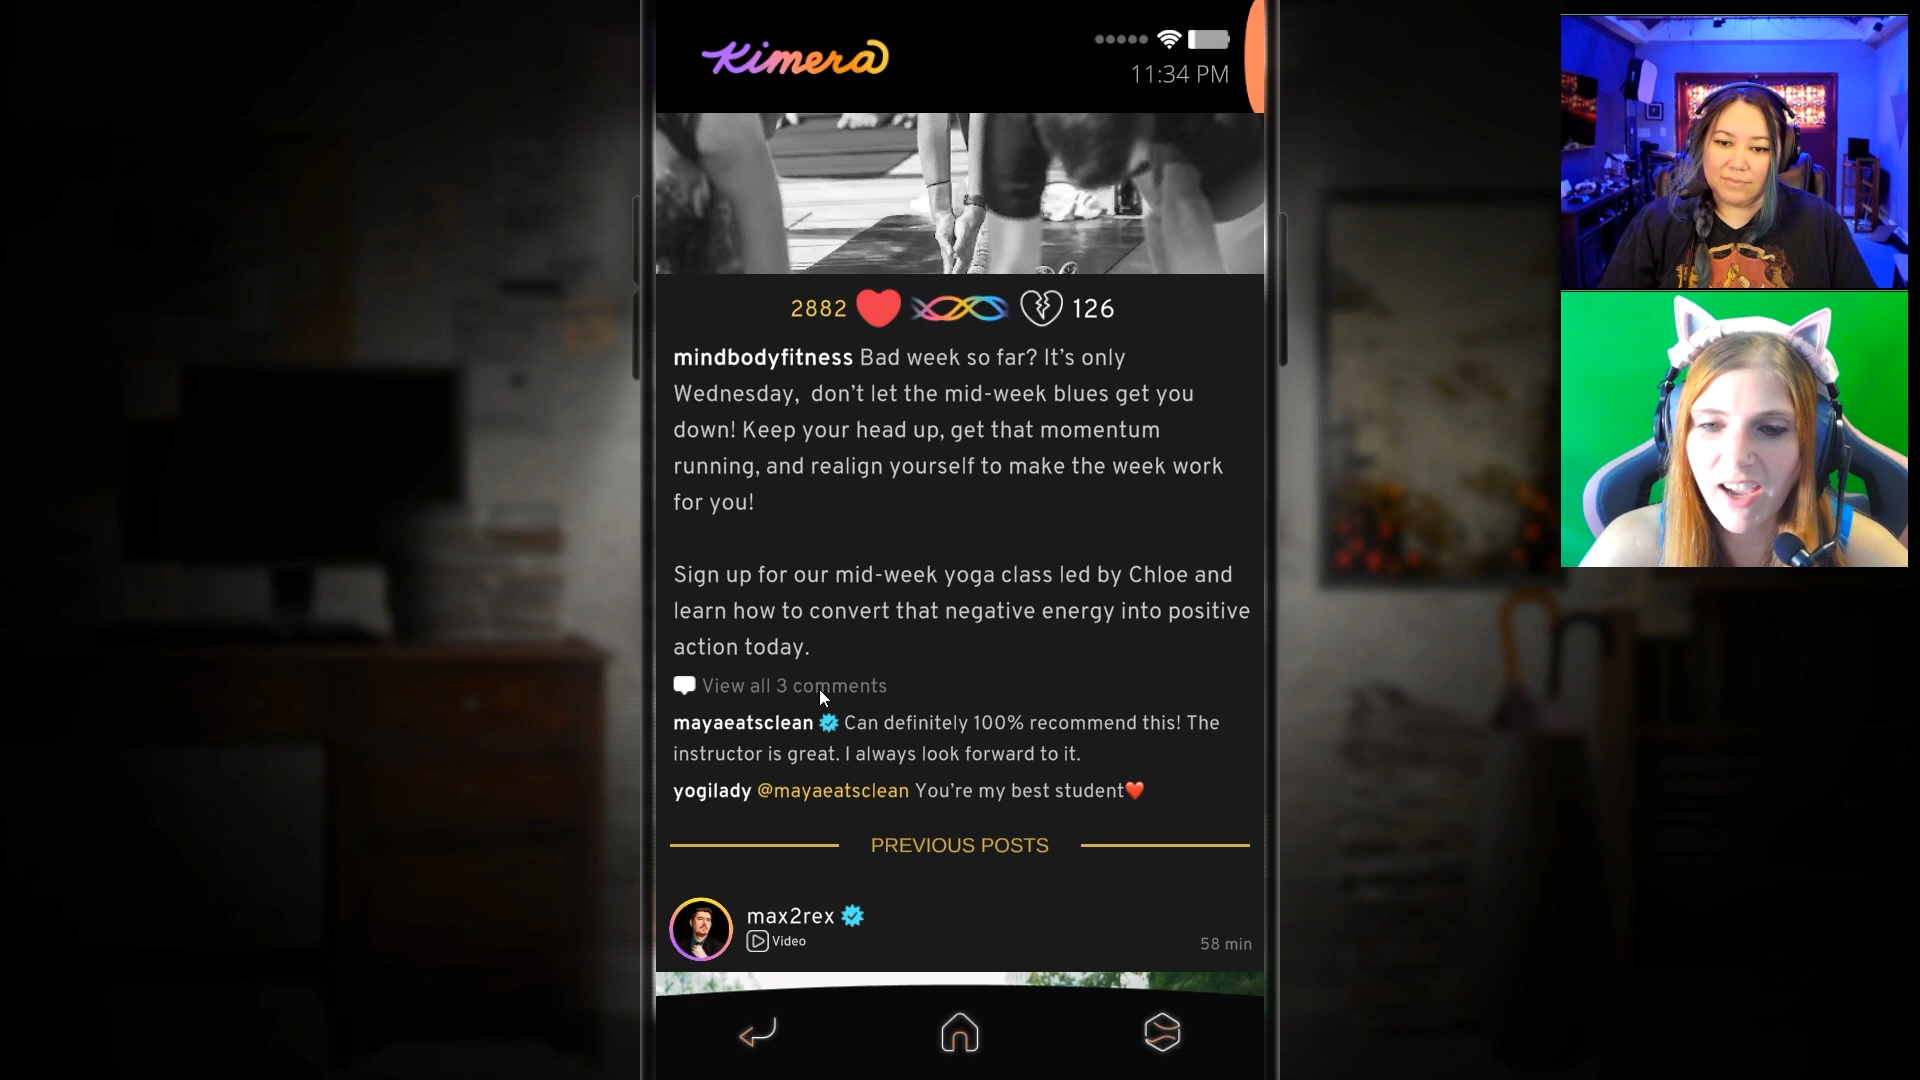 Kimera
11:34 PM
2882 126
mindbodyfitness Bad week so far? It’s only
Wednesday, don’t let the mid-week blues get you
down! Keep your head up, get that momentum
running, and realign yourself to make the week work
for you!
Sign up for our mid-week yoga class led by Chloe and
learn how to convert that negative energy into positive
action today.
View all 3 comments
mayaeatsclean Can definitely 100% recommend this! The
instructor is great. I always look forward to it.
yogilady @mayaeatsclean You’re my best student❤️
PREVIOUS POSTS
max2rex
Video
58 min